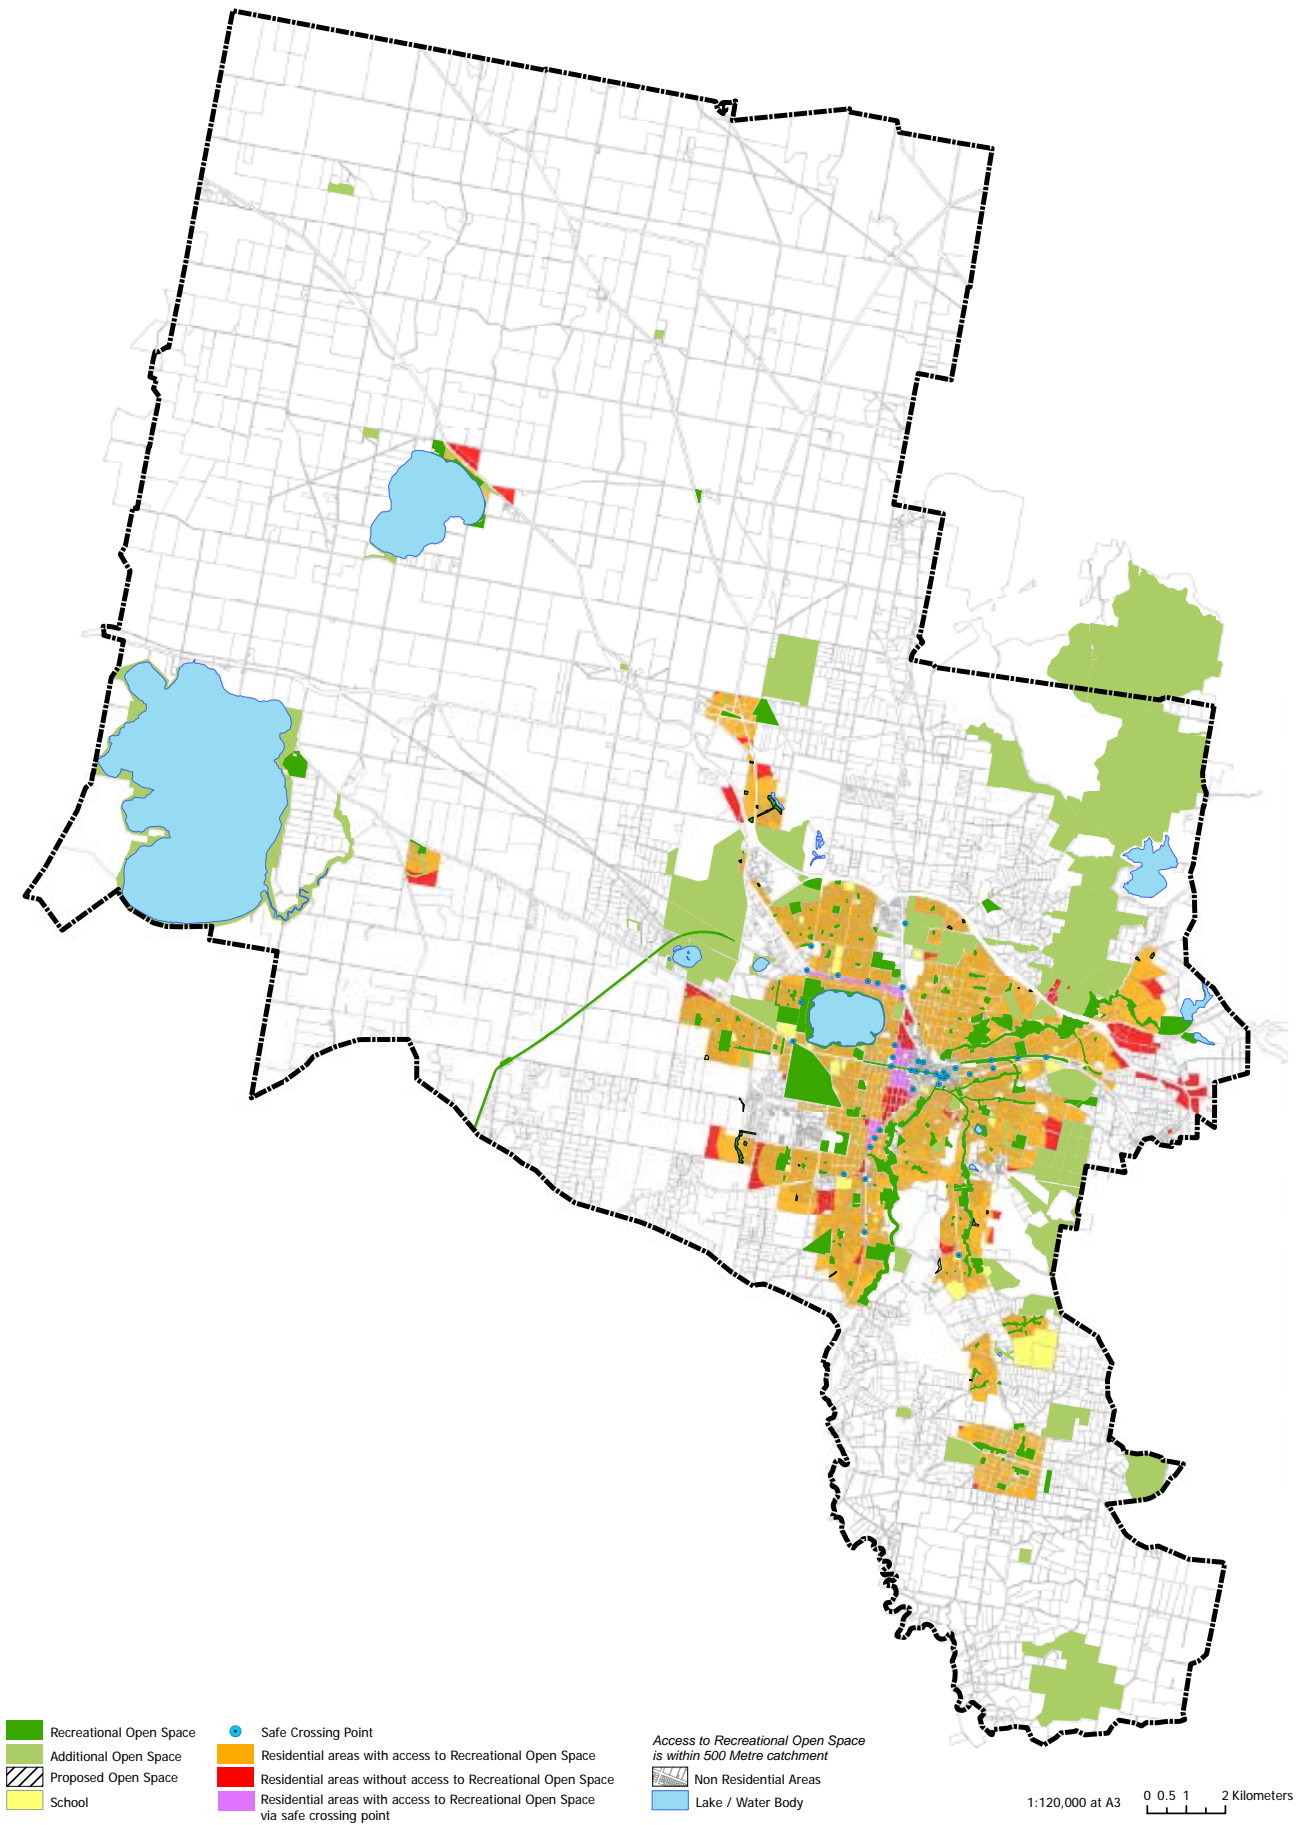 Recreational Open Space
Additional Open Space
Proposed Open Space
School
Safe Crossing Point
Residential areas with access to Recreational Open Space
Residential areas without access to Recreational Open Space
Residential areas with access to Recreational Open Space
via safe crossing point
Access to Recreational Open Space
is within 500 Metre catchment
Non Residential Areas
Lake / Water Body
1:120,000 at A3
0 0.5 1 2 Kilometers